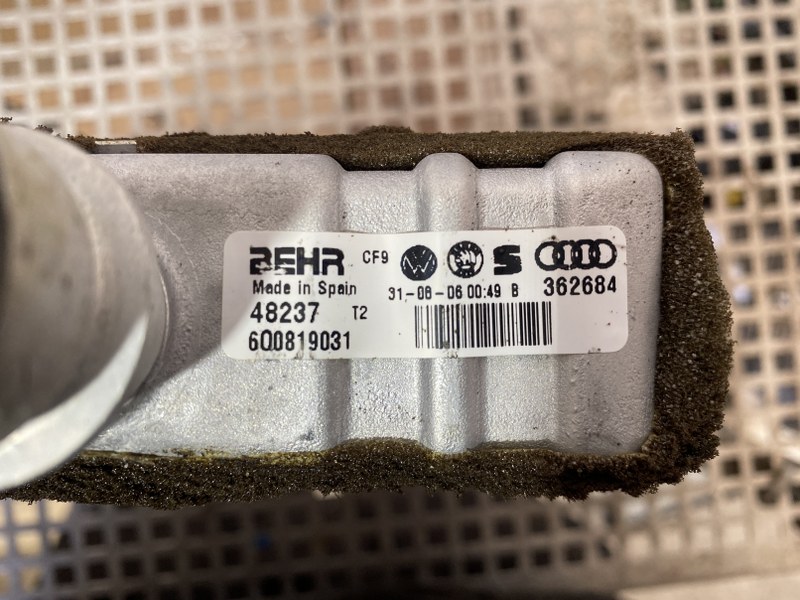 BEHR CF9
Made in Spain 31-08-06 00:49 B 362684
48237 T2
6Q0819031